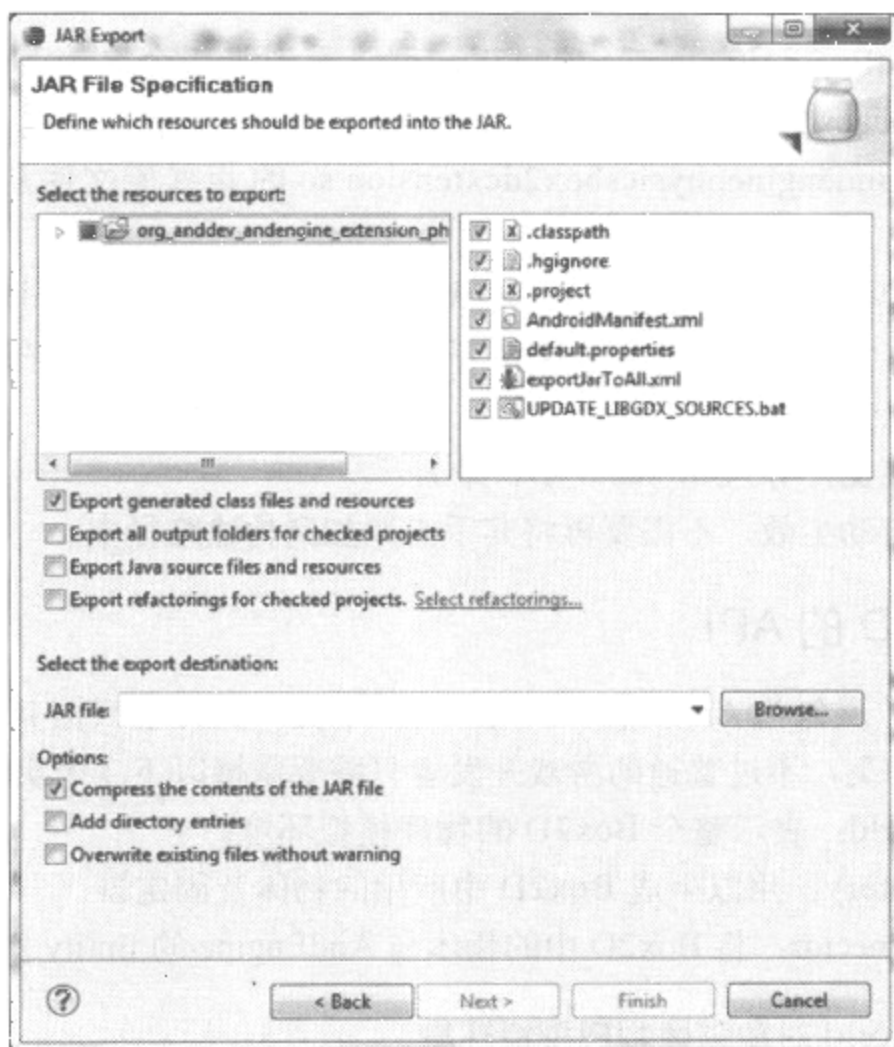 JAR Export
JAR File Specification
Define which resources should be exported into the JAR.
Select the resources to export:
org_anddev_andengine_extension_ph
.classpath
.hgignore
.project
AndroidManifest.xml
default.properties
exportJarToAll.xml
UPDATE_LIBGDX_SOURCES.bat
Export generated class files and resources
Export all output folders for checked projects
Export Java source files and resources
Export refactorings for checked projects. Select refactorings...
Select the export destination:
JAR file:
Browse...
Options:
Compress the contents of the JAR file
Add directory entries
Overwrite existing files without warning
< Back
Next >
Finish
Cancel